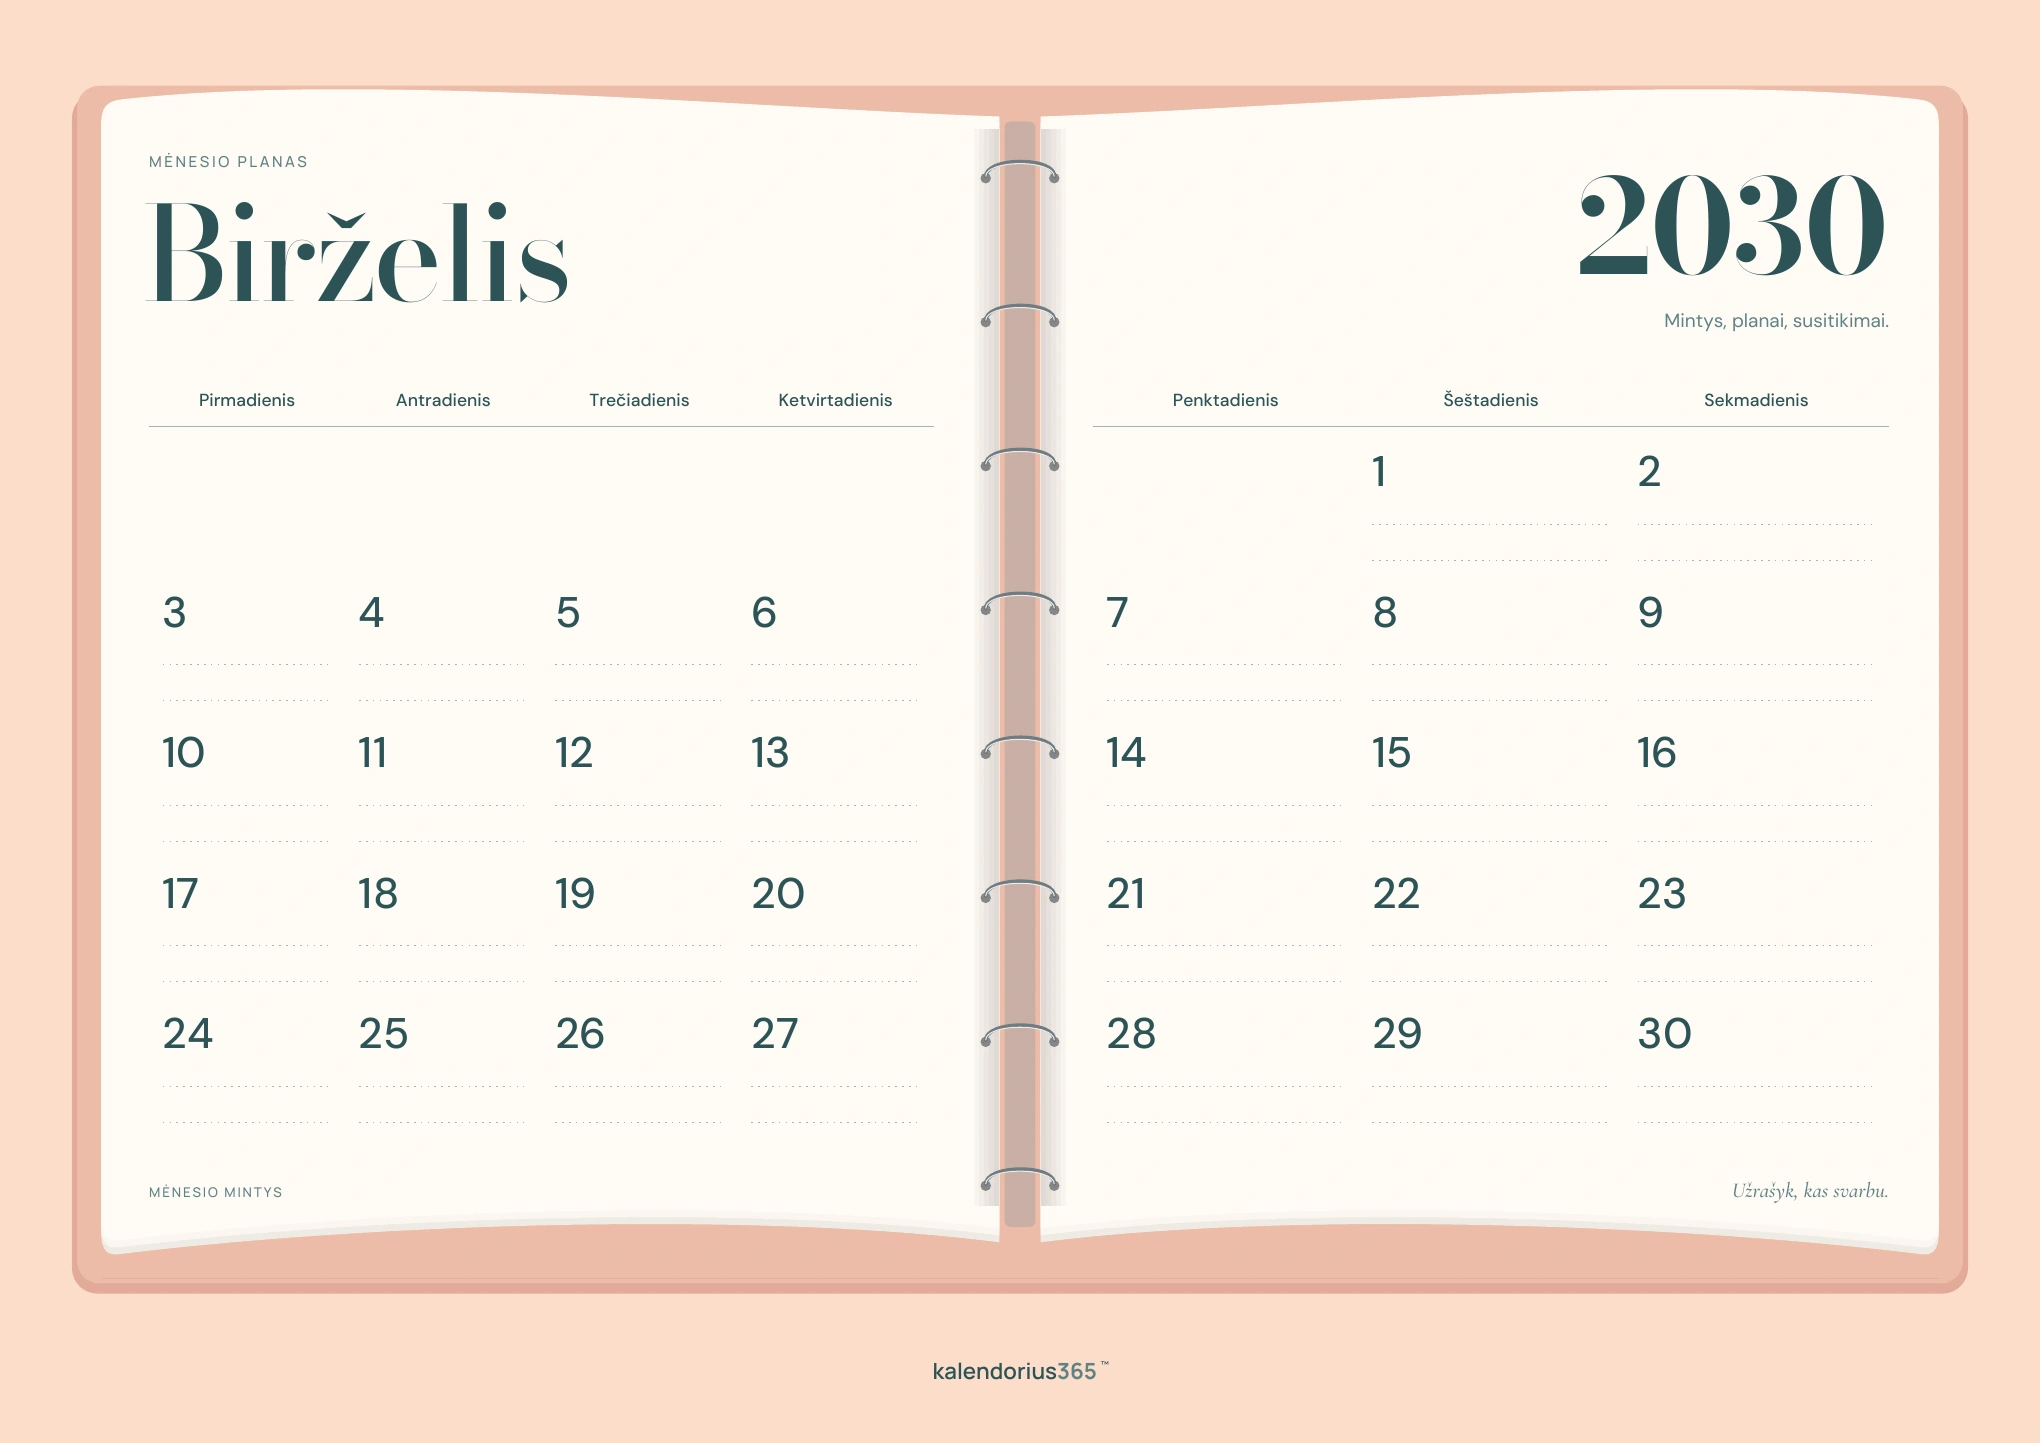 MĖNESIO PLANAS
Birželis
2030
Mintys, planai, susitikimai.
Pirmadienis Antradienis Trečiadienis Ketvirtadienis Penktadienis Šeštadienis Sekmadienis
1 2
3 4 5 6 7 8 9
10 11 12 13 14 15 16
17 18 19 20 21 22 23
24 25 26 27 28 29 30
MĖNESIO MINTYS
Užrašyk, kas svarbu.
kalendorius365™